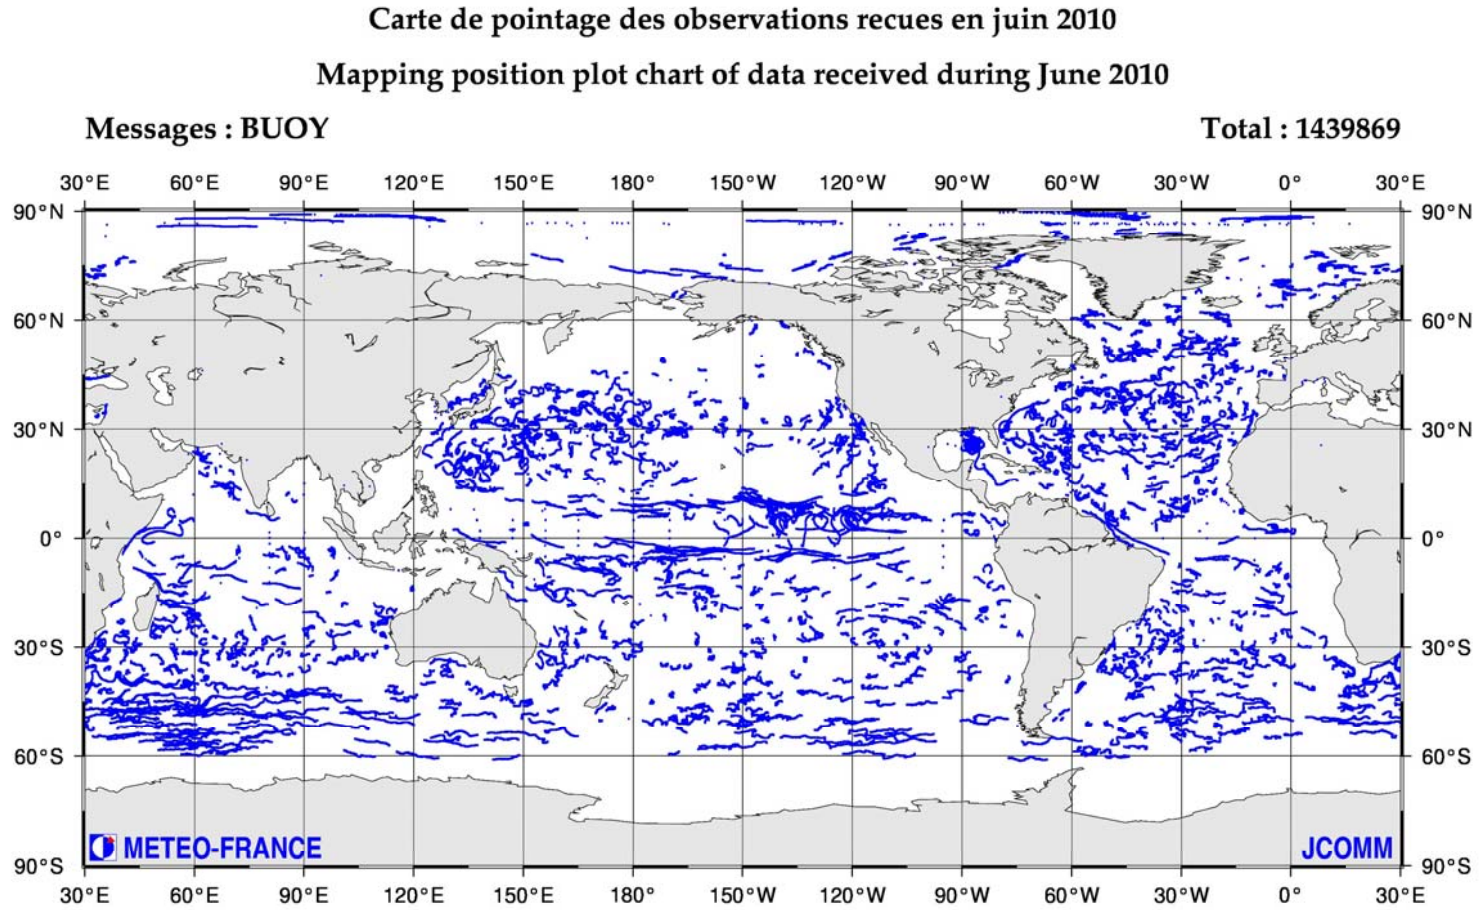 Carte de pointage des observations recues en juin 2010
Mapping position plot chart of data received during June 2010
Messages : BUOY Total : 1439869
30°E 60°E 90°E 120°E 150°E 180° 150°W 120°W 90°W 60°W 30°W 0° 30°E
90°N 90°N
60°N 60°N
30°N 30°N
0° 0°
30°S 30°S
60°S 60°S
METEO-FRANCE JCOMM
90°S 90°S
30°E 60°E 90°E 120°E 150°E 180° 150°W 120°W 90°W 60°W 30°W 0° 30°E